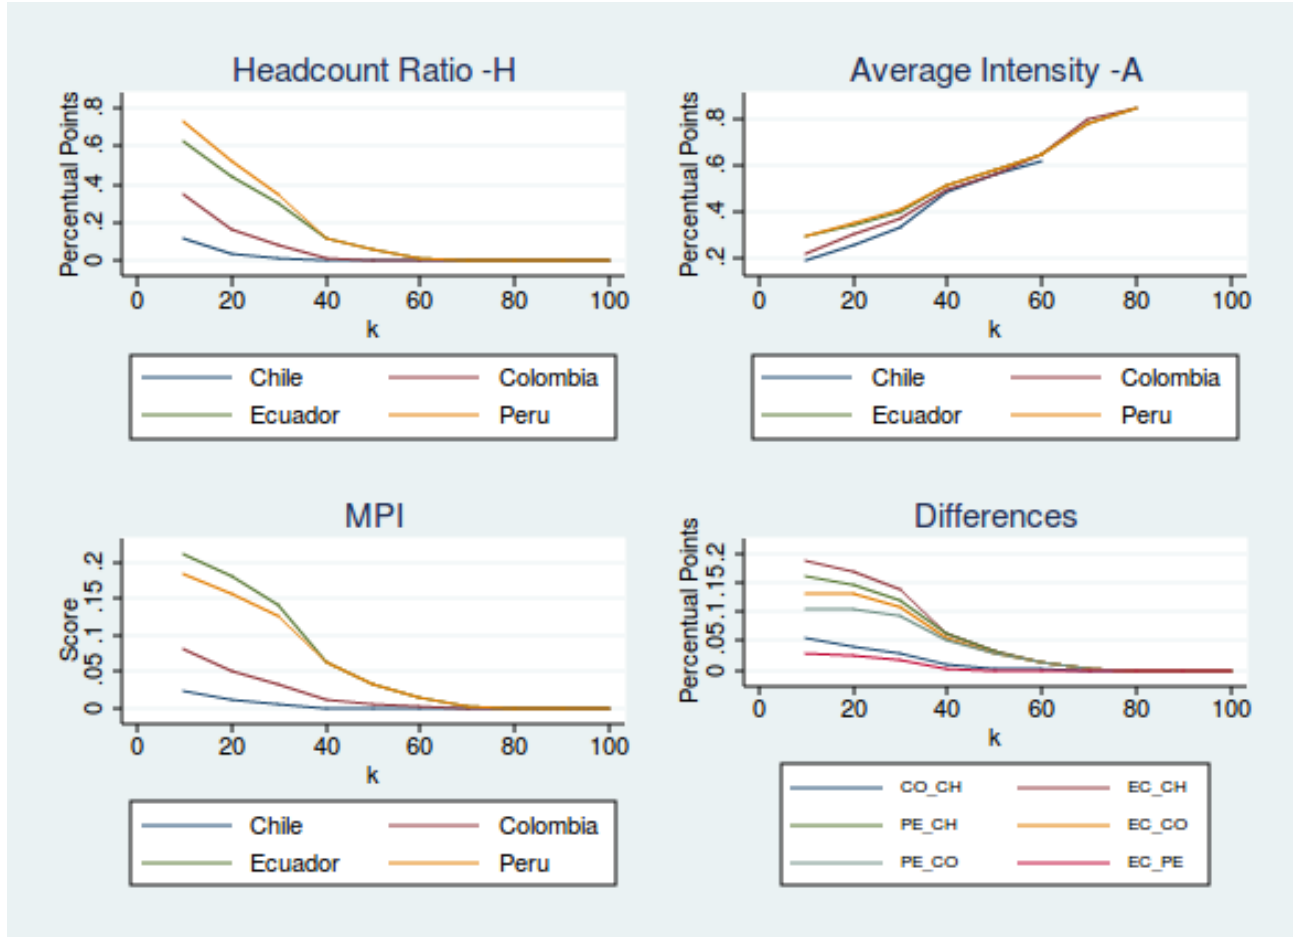 Headcount Ratio -H
Percentual Points
.8
.6
.4
.2
0
0 20 40 60 80 100
k
Chile Colombia
Ecuador Peru
Average Intensity -A
Percentual Points
.8
.6
.4
.2
0 20 40 60 80 100
k
Chile Colombia
Ecuador Peru
MPI
Score
.2
.15
.1
.05
0
0 20 40 60 80 100
k
Chile Colombia
Ecuador Peru
Differences
Percentual Points
.2
.15
.1
.05
0
0 20 40 60 80 100
k
CO_CH EC_CH
PE_CH EC_CO
PE_CO EC_PE